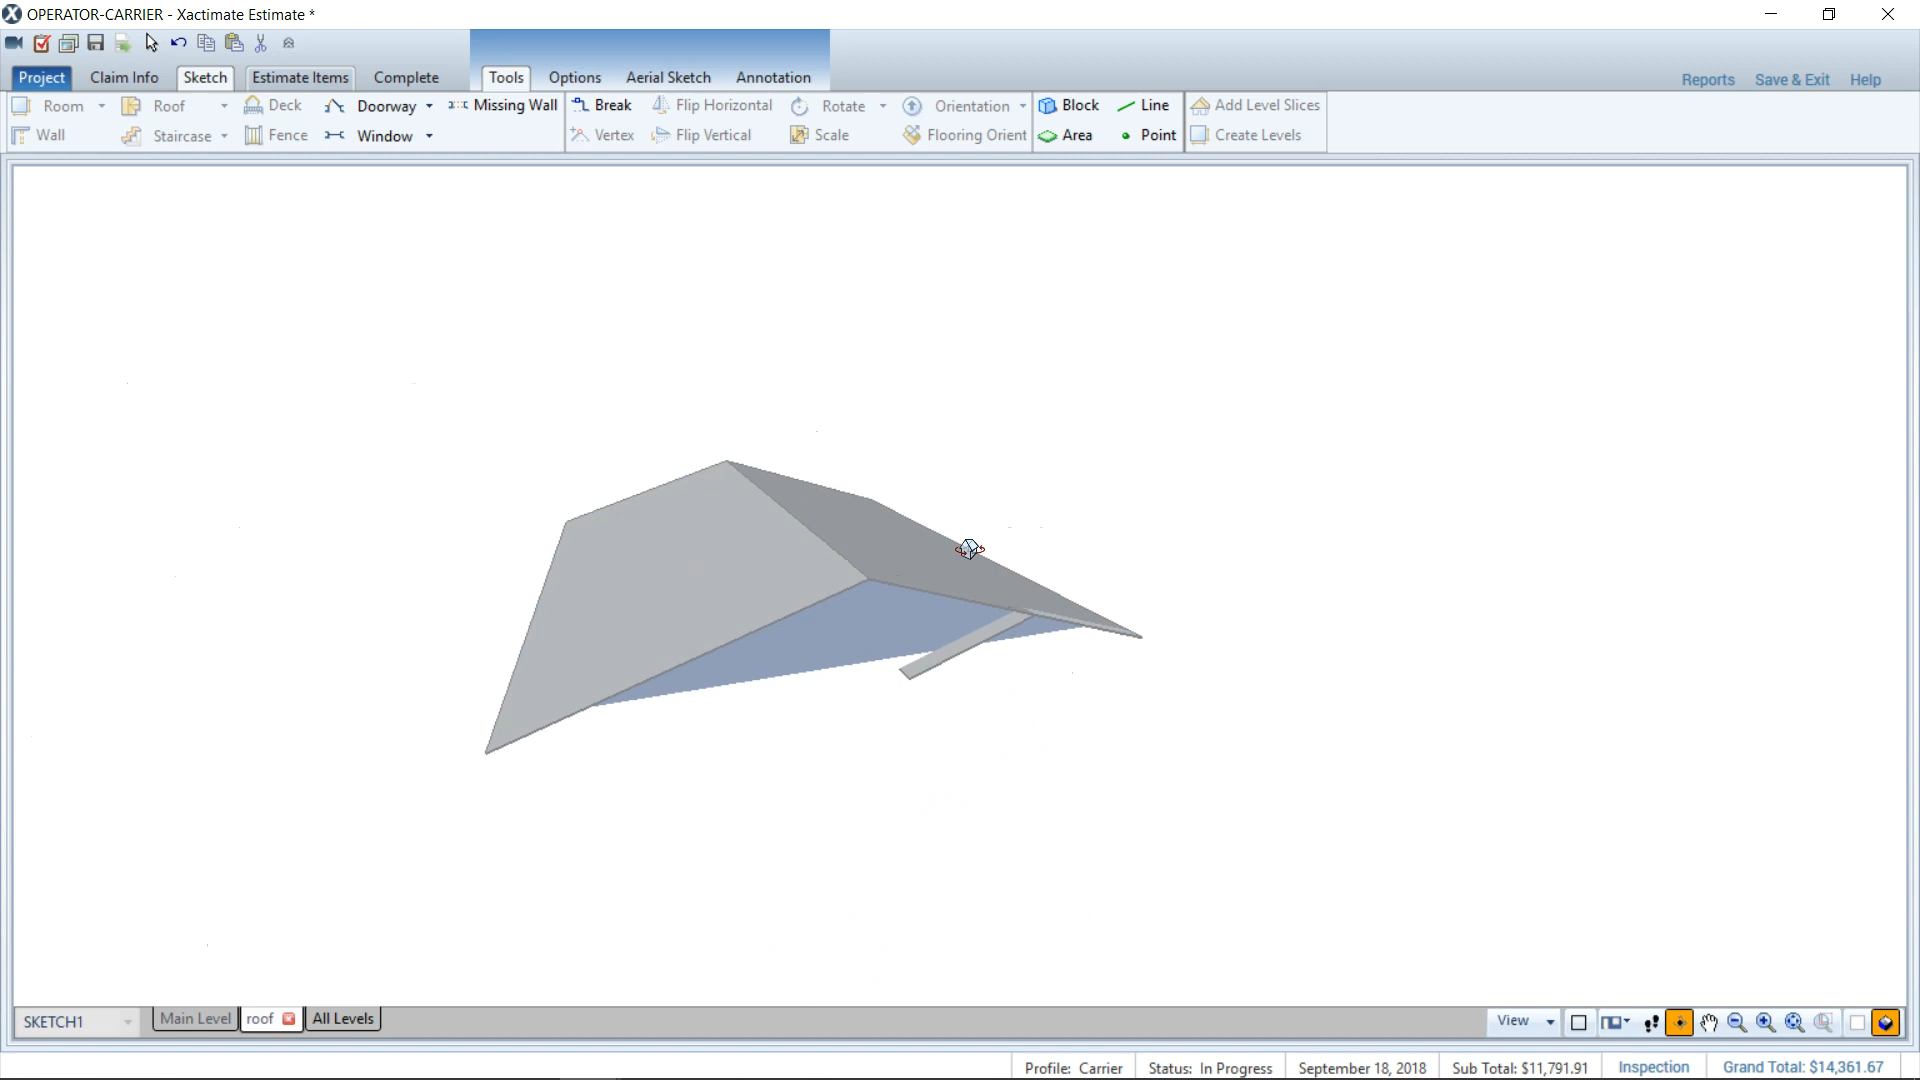 OPERATOR-CARRIER - Xactimate Estimate *
Project Claim Info Sketch Estimate Items Complete Tools Options Aerial Sketch Annotation Reports Save & Exit Help
Room Roof Deck Doorway Missing Wall Break Flip Horizontal Rotate Orientation Block Line Add Level Slices
Wall Staircase Fence Window Vertex Flip Vertical Scale Flooring Orient Area Point Create Levels
SKETCH1 Main Level roof All Levels View
Profile: Carrier Status: In Progress September 18, 2018 Sub Total: $11,791.91 Inspection Grand Total: $14,361.67